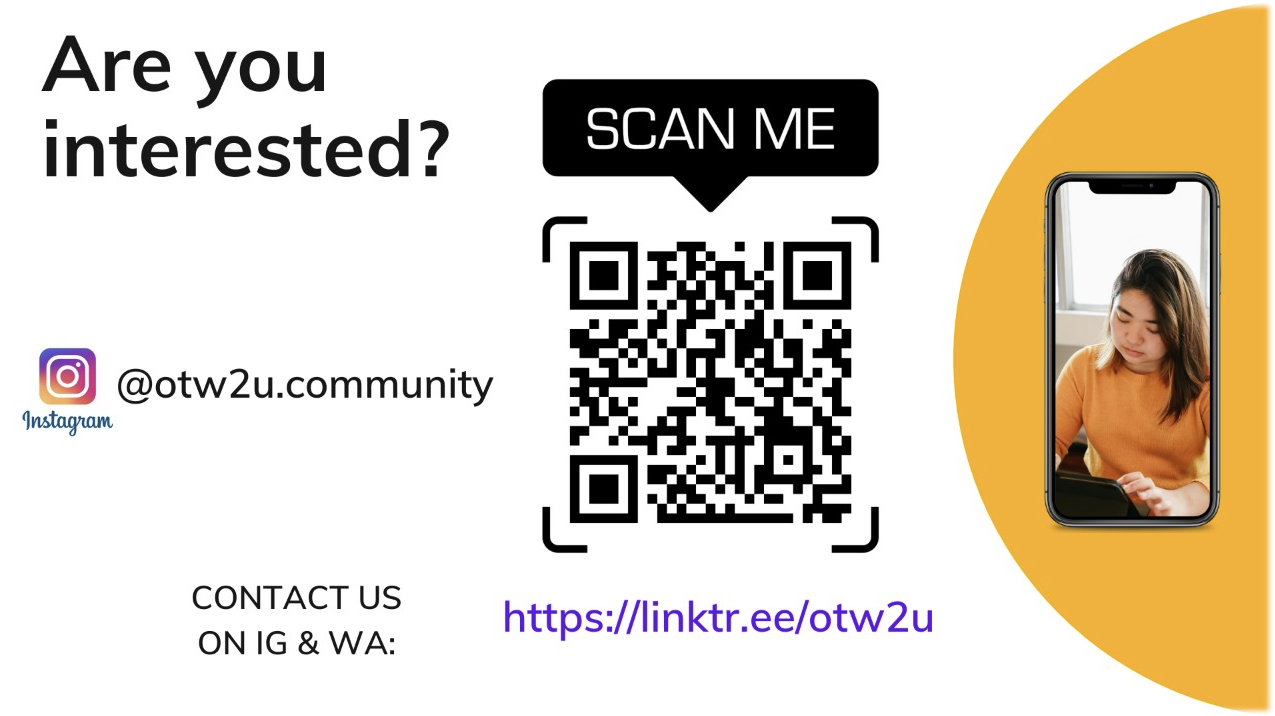 Are you
interested?
SCAN ME
Instagram
@otw2u.community
CONTACT US
ON IG & WA:
https://linktr.ee/otw2u